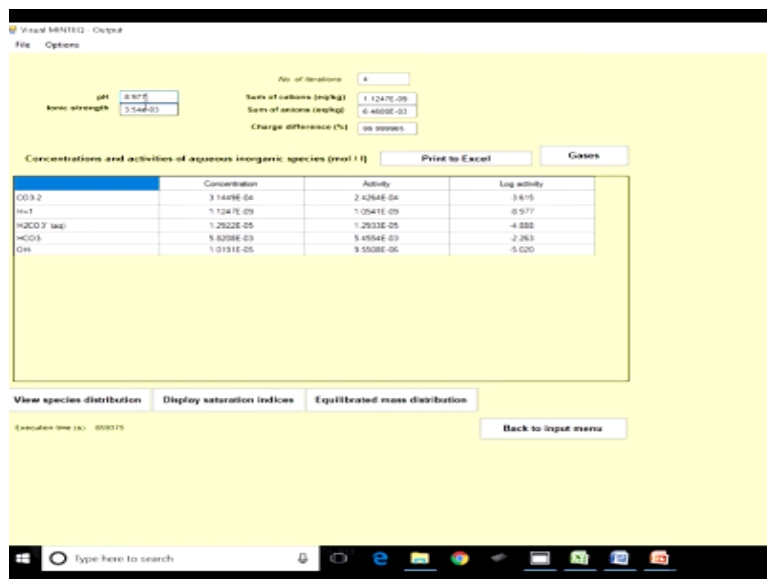 Visual MINTEQ - Output
File Options
No. of iterations 4
pH 8.977 Sum of cations (eq/kg) 1.1247E-09
Ionic strength 3.54E-03 Sum of anions (eq/kg) 6.4600E-03
Charge difference (%) 99.999965
Concentrations and activities of aqueous inorganic species (mol / l) Print to Excel Gases
Concentration Activity Log activity
CO3-2 3.1449E-04 2.4264E-04 -3.615
H+1 1.1247E-09 1.0541E-09 -8.977
H2CO3* (aq) 1.2922E-05 1.2933E-05 -4.888
HCO3- 5.8208E-03 5.4554E-03 -2.263
OH- 1.0191E-05 9.5508E-06 -5.020
View species distribution Display saturation indices Equilibrated mass distribution
Execution time (s) Back to input menu
Type here to search